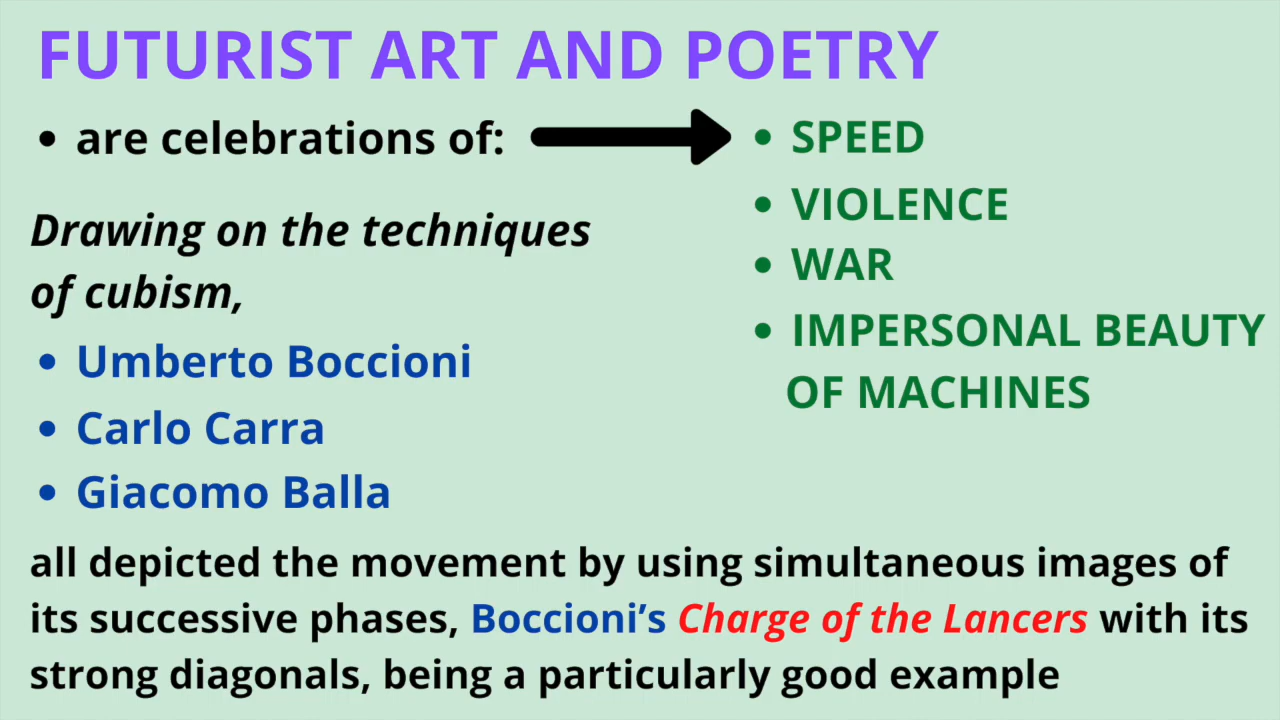 FUTURIST ART AND POETRY
• are celebrations of:
• SPEED
• VIOLENCE
• WAR
• IMPERSONAL BEAUTY
OF MACHINES
Drawing on the techniques
of cubism,
• Umberto Boccioni
• Carlo Carra
• Giacomo Balla
all depicted the movement by using simultaneous images of
its successive phases, Boccioni’s Charge of the Lancers with its
strong diagonals, being a particularly good example